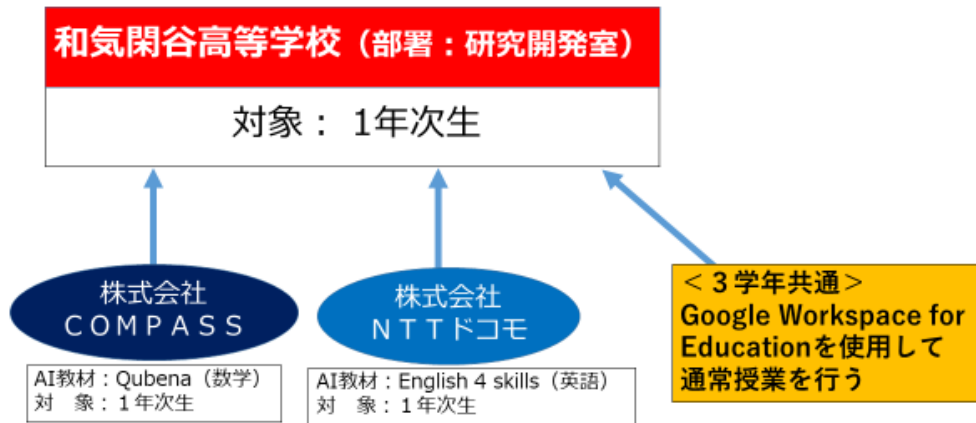 和気閑谷高等学校（部署：研究開発室）
対象： 1年次生
株式会社
ＣＯＭＰＡＳＳ
AI教材：Qubena（数学）
対　象：１年次生
株式会社
ＮＴＴドコモ
AI教材：English 4 skills（英語）
対　象：１年次生
＜３学年共通＞
Google Workspace for
Educationを使用して
通常授業を行う